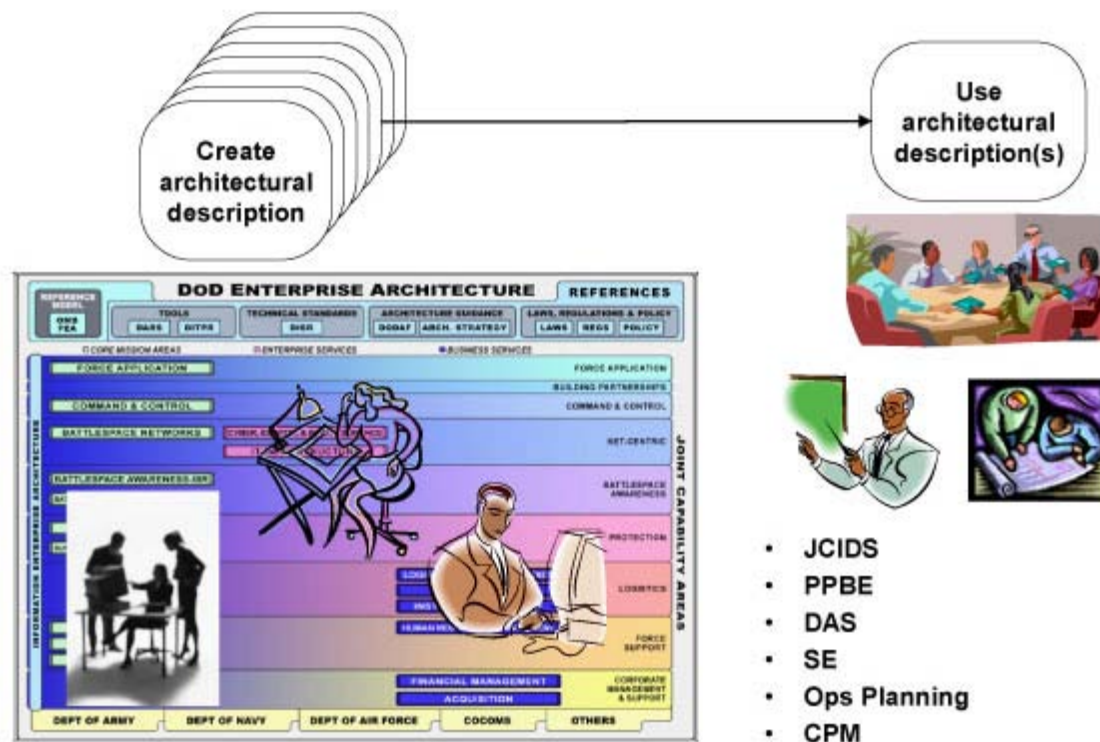 Create
architectural
description
Use
architectural
description(s)
DOD ENTERPRISE ARCHITECTURE
REFERENCES
REFERENCE
MODEL
OMB
FEA
TOOLS
DARS DITPR
TECHNICAL STANDARDS
DISR
ARCHITECTURE GUIDANCE
DODAF ARCH. STRATEGY
LAWS, REGULATIONS & POLICY
LAWS REGS POLICY
CORE MISSION AREAS
ENTERPRISE SERVICES
BUSINESS SERVICES
INFORMATION ENTERPRISE ARCHITECTURE
FORCE APPLICATION
COMMAND & CONTROL
BATTLESPACE NETWORKS
BATTLESPACE AWARENESS-ISR
FINANCIAL MANAGEMENT
ACQUISITION
FORCE APPLICATION
BUILDING PARTNERSHIPS
COMMAND & CONTROL
NET-CENTRIC
BATTLESPACE
AWARENESS
PROTECTION
LOGISTICS
FORCE
SUPPORT
CORPORATE
MANAGEMENT
& SUPPORT
JOINT CAPABILITY AREAS
DEPT OF ARMY
DEPT OF NAVY
DEPT OF AIR FORCE
COCOMS
OTHERS
• JCIDS
• PPBE
• DAS
• SE
• Ops Planning
• CPM